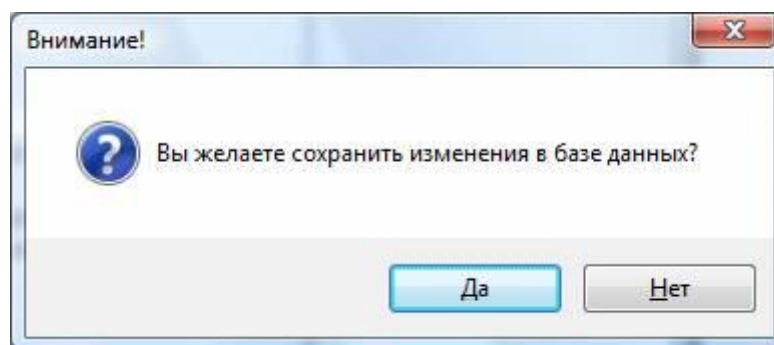 Внимание!
Вы желаете сохранить изменения в базе данных?
Да
Нет